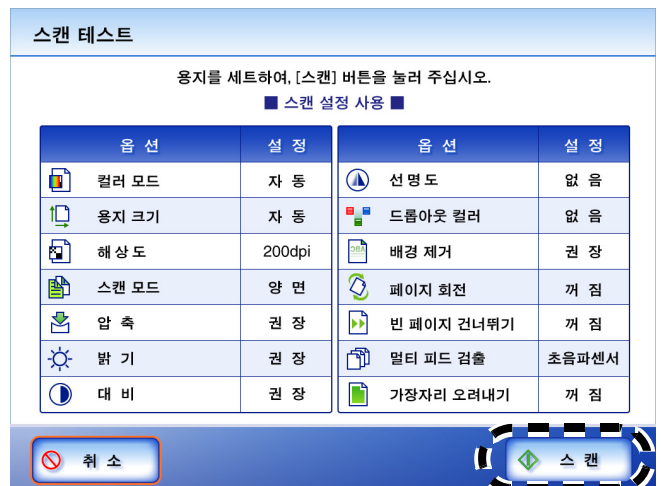 스캔 테스트
용지를 세트하여, [스캔] 버튼을 눌러 주십시오.
■ 스캔 설정 사용 ■
옵 션 설 정 옵 션 설 정
컬러 모드 자 동 선 명 도 없 음
용지 크기 자 동 드롭아웃 컬러 없 음
해 상 도 200dpi 배경 제거 권 장
스캔 모드 양 면 페이지 회전 꺼 짐
압 축 권 장 빈 페이지 건너뛰기 꺼 짐
밝 기 권 장 멀티 피드 검출 초음파센서
대 비 권 장 가장자리 오려내기 꺼 짐
취 소 스 캔